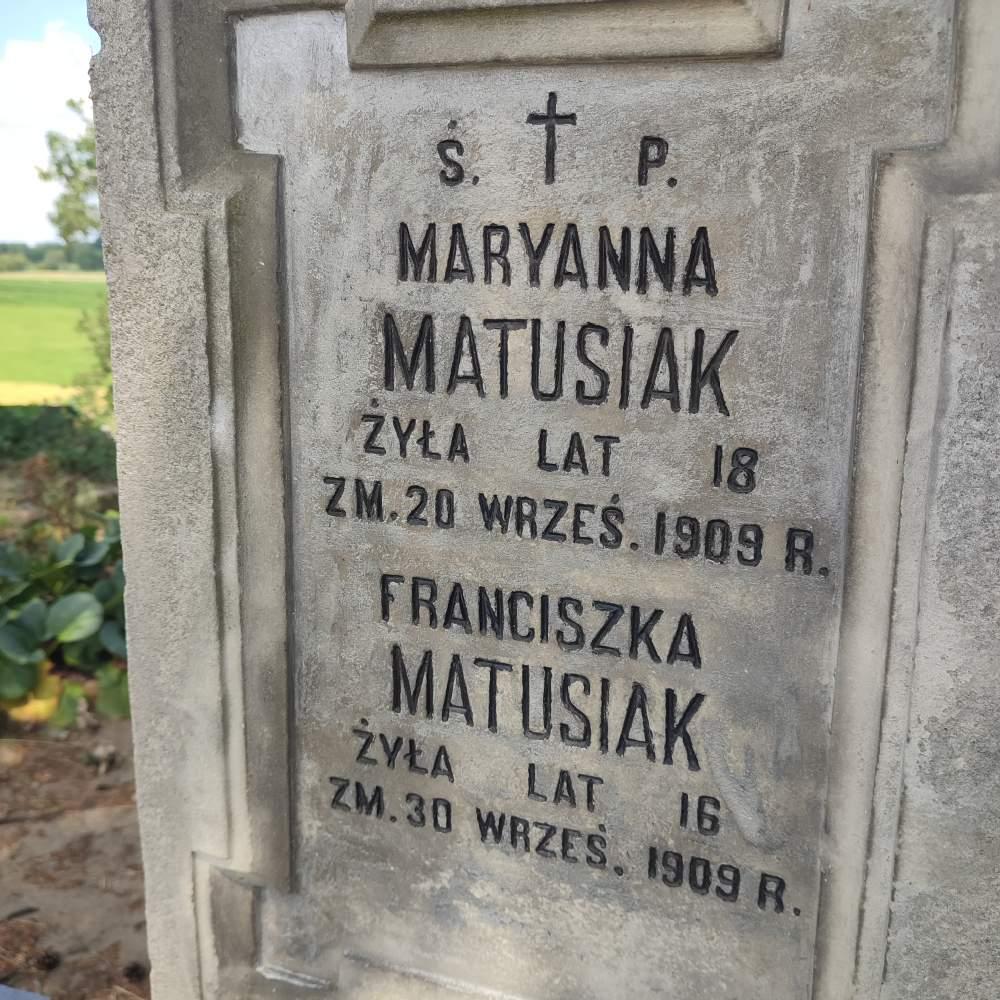 Ś. P.
MARYANNA
MATUSIAK
ŻYŁA LAT 18
ZM. 20 WRZEŚ. 1909 R.
FRANCISZKA
MATUSIAK
ŻYŁA LAT 16
ZM. 30 WRZEŚ. 1909 R.